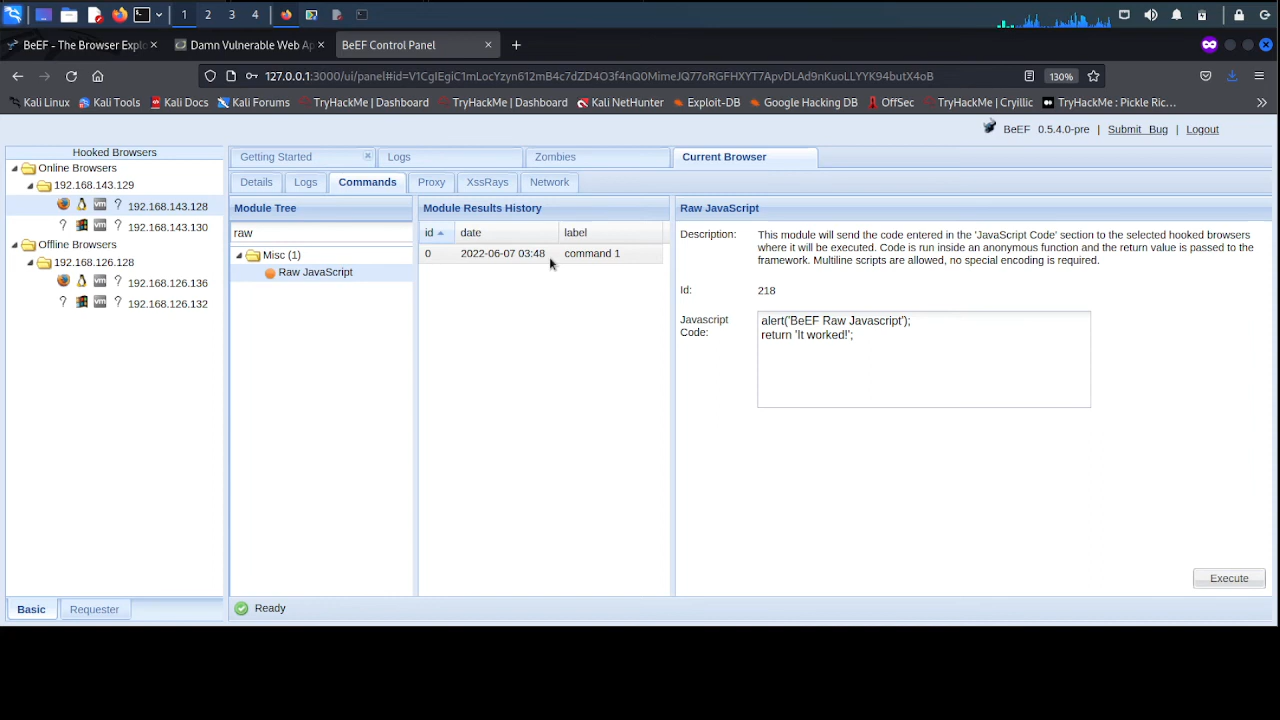 1 2 3 4
BeEF - The Browser Explo
Damn Vulnerable Web Ap
BeEF Control Panel
127.0.0.1:3000/ui/panel#id=V1CgIEgiC1mLocYzyn612mB4c7dZD4O3f4nQ0MimeJQ77oRGFHXYT7ApvDLAd9nKuoLLYYK94butX4oB
130%
Kali Linux
Kali Tools
Kali Docs
Kali Forums
TryHackMe | Dashboard
TryHackMe | Dashboard
Kali NetHunter
Exploit-DB
Google Hacking DB
OffSec
TryHackMe | Cryillic
TryHackMe : Pickle Ric...
BeEF 0.5.4.0-pre | Submit Bug | Logout
Hooked Browsers
Online Browsers
192.168.143.129
? 192.168.143.128
? vm ? 192.168.143.130
Offline Browsers
192.168.126.128
vm ? 192.168.126.136
? vm ? 192.168.126.132
Basic
Requester
Getting Started
Logs
Zombies
Current Browser
Details
Logs
Commands
Proxy
XssRays
Network
Module Tree
raw
Misc (1)
Raw JavaScript
Module Results History
id date label
0 2022-06-07 03:48 command 1
Raw JavaScript
Description: This module will send the code entered in the 'JavaScript Code' section to the selected hooked browsers
where it will be executed. Code is run inside an anonymous function and the return value is passed to the
framework. Multiline scripts are allowed, no special encoding is required.
Id: 218
Javascript
Code:
alert('BeEF Raw Javascript');
return 'It worked!';
Execute
Ready